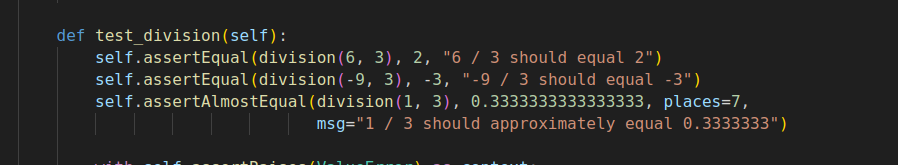 def test_division(self):
self.assertEqual(division(6, 3), 2, "6 / 3 should equal 2")
self.assertEqual(division(-9, 3), -3, "-9 / 3 should equal -3")
self.assertAlmostEqual(division(1, 3), 0.3333333333333333, places=7,
msg="1 / 3 should approximately equal 0.3333333")
with self.assertRaises(ValueError) as context: